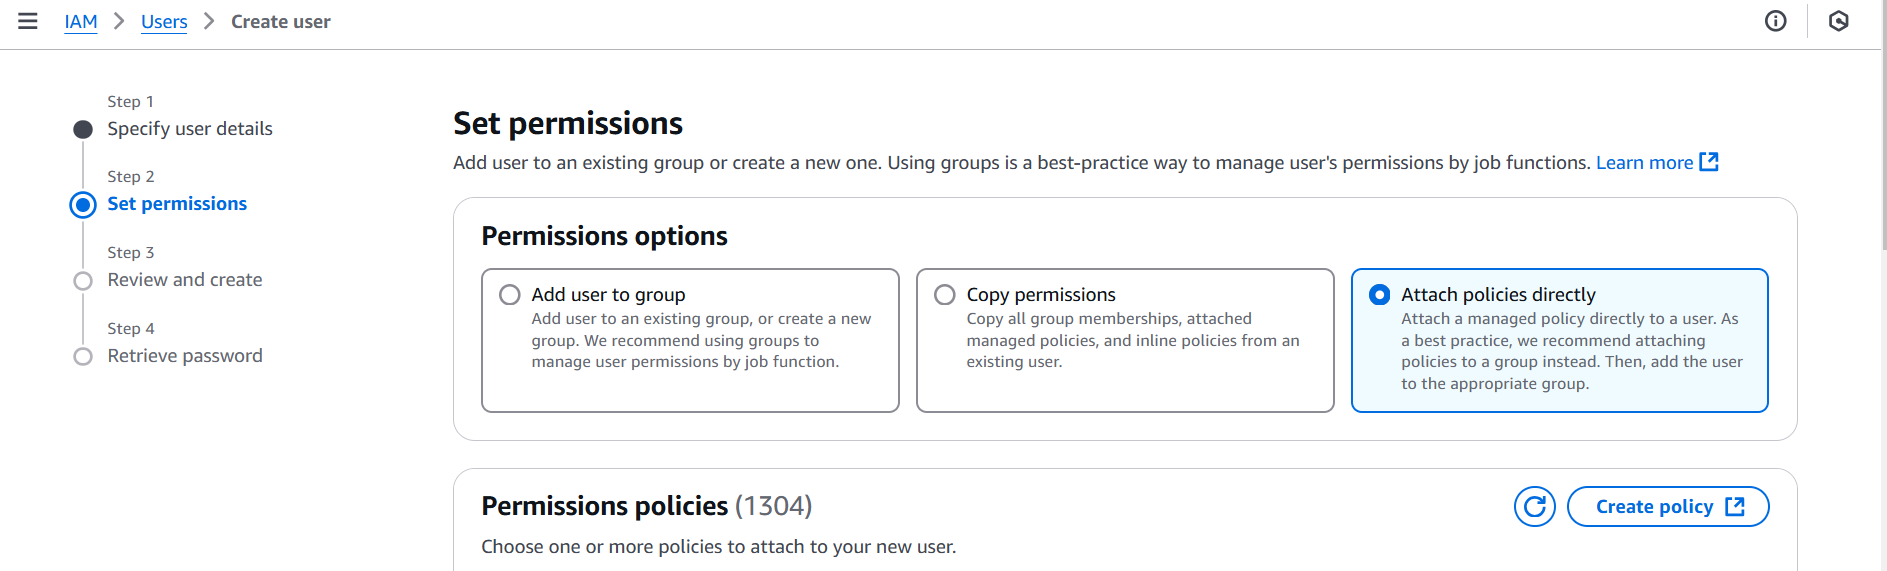 IAM > Users > Create user
Step 1
Specify user details
Step 2
Set permissions
Step 3
Review and create
Step 4
Retrieve password
Set permissions
Add user to an existing group or create a new one. Using groups is a best-practice way to manage user's permissions by job functions. Learn more
Permissions options
Add user to group
Add user to an existing group, or create a new
group. We recommend using groups to
manage user permissions by job function.
Copy permissions
Copy all group memberships, attached
managed policies, and inline policies from an
existing user.
Attach policies directly
Attach a managed policy directly to a user. As
a best practice, we recommend attaching
policies to a group instead. Then, add the user
to the appropriate group.
Permissions policies (1304)
Create policy
Choose one or more policies to attach to your new user.